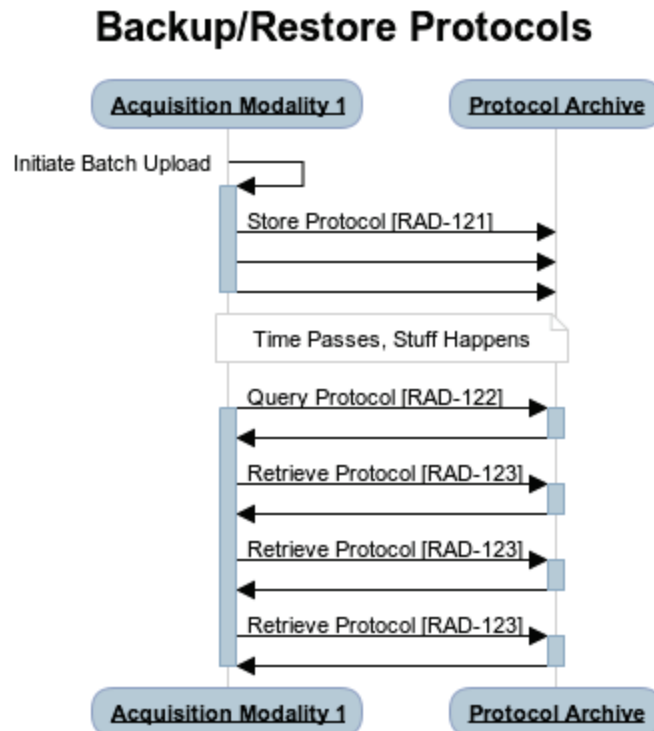 Backup/Restore Protocols
Acquisition Modality 1
Protocol Archive
Initiate Batch Upload
Store Protocol [RAD-121]
Time Passes, Stuff Happens
Query Protocol [RAD-122]
Retrieve Protocol [RAD-123]
Retrieve Protocol [RAD-123]
Retrieve Protocol [RAD-123]
Acquisition Modality 1
Protocol Archive